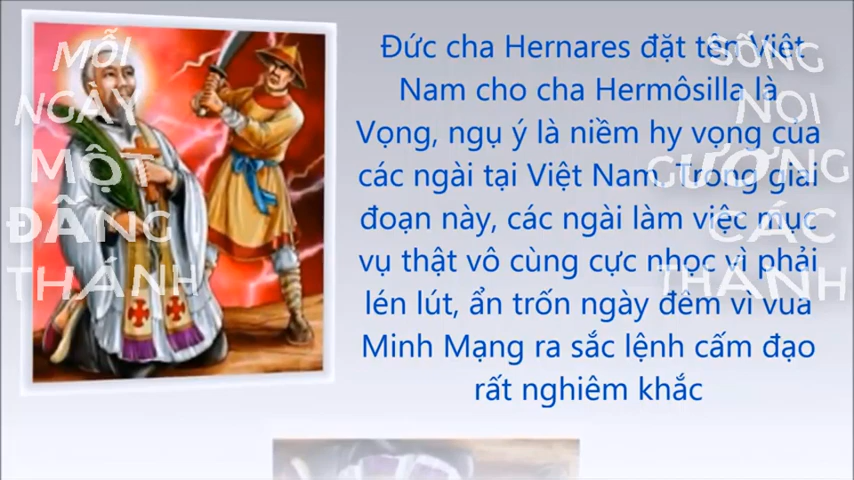 MỖI
NGÀY
MỘT
ĐẤNG
THÁNH
Đức cha Hernares đặt tên Việt
Nam cho cha Hermôsilla là
Vọng, ngụ ý là niềm hy vọng của
các ngài tại Việt Nam. Trong giai
đoạn này, các ngài làm việc mục
vụ thật vô cùng cực nhọc vì phải
lén lút, ẩn trốn ngày đêm vì vua
Minh Mạng ra sắc lệnh cấm đạo
rất nghiêm khắc
SỐNG
NOI
GƯƠNG
CÁC
THÁNH